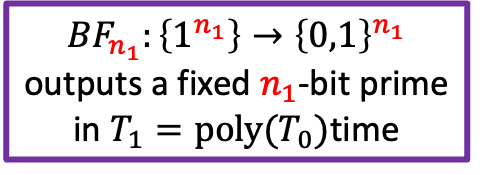 BF_{n_1}: {1^{n_1}} → {0,1}^{n_1}
outputs a fixed n_1-bit prime
in T_1 = poly(T_0)time